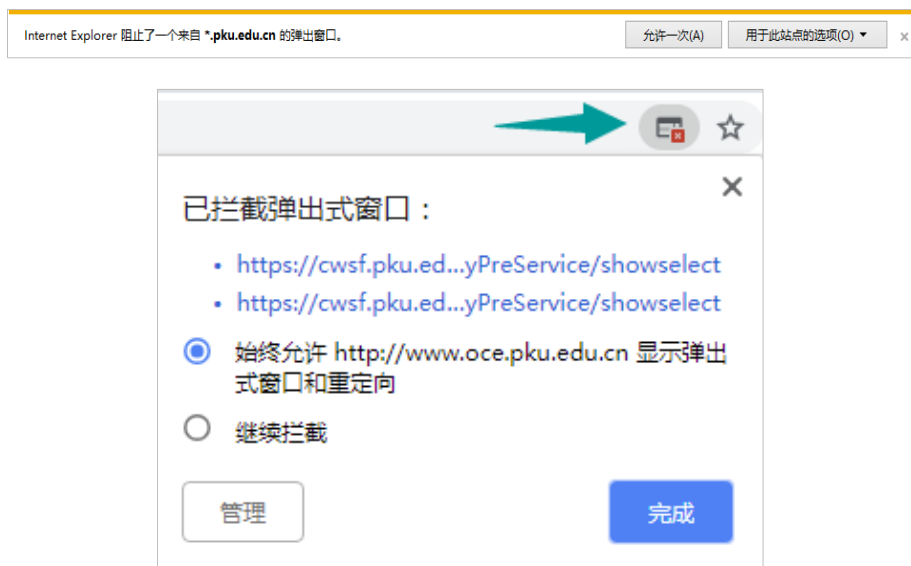 Internet Explorer 阻止了一个来自 *.pku.edu.cn 的弹出窗口。 允许一次(A) 用于此站点的选项(O)
已拦截弹出式窗口：
https://cwsf.pku.ed...yPreService/showselect
https://cwsf.pku.ed...yPreService/showselect
始终允许 http://www.oce.pku.edu.cn 显示弹出
式窗口和重定向
继续拦截
管理 完成